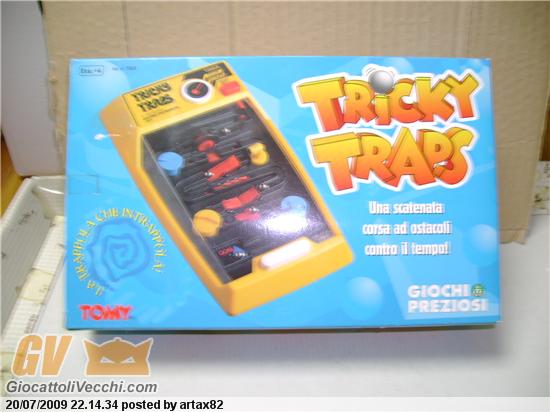 TRICKY
TRAPS
TRICKY
TRAPS
Una scatenata
corsa ad ostacoli
contro il tempo!
La TRAPPOLA CHE INTRAPPOLA!
TOMY
GIOCHI
PREZIOSI
GV
GiocattoliVecchi.com
20/07/2009 22.14.34 posted by artax82